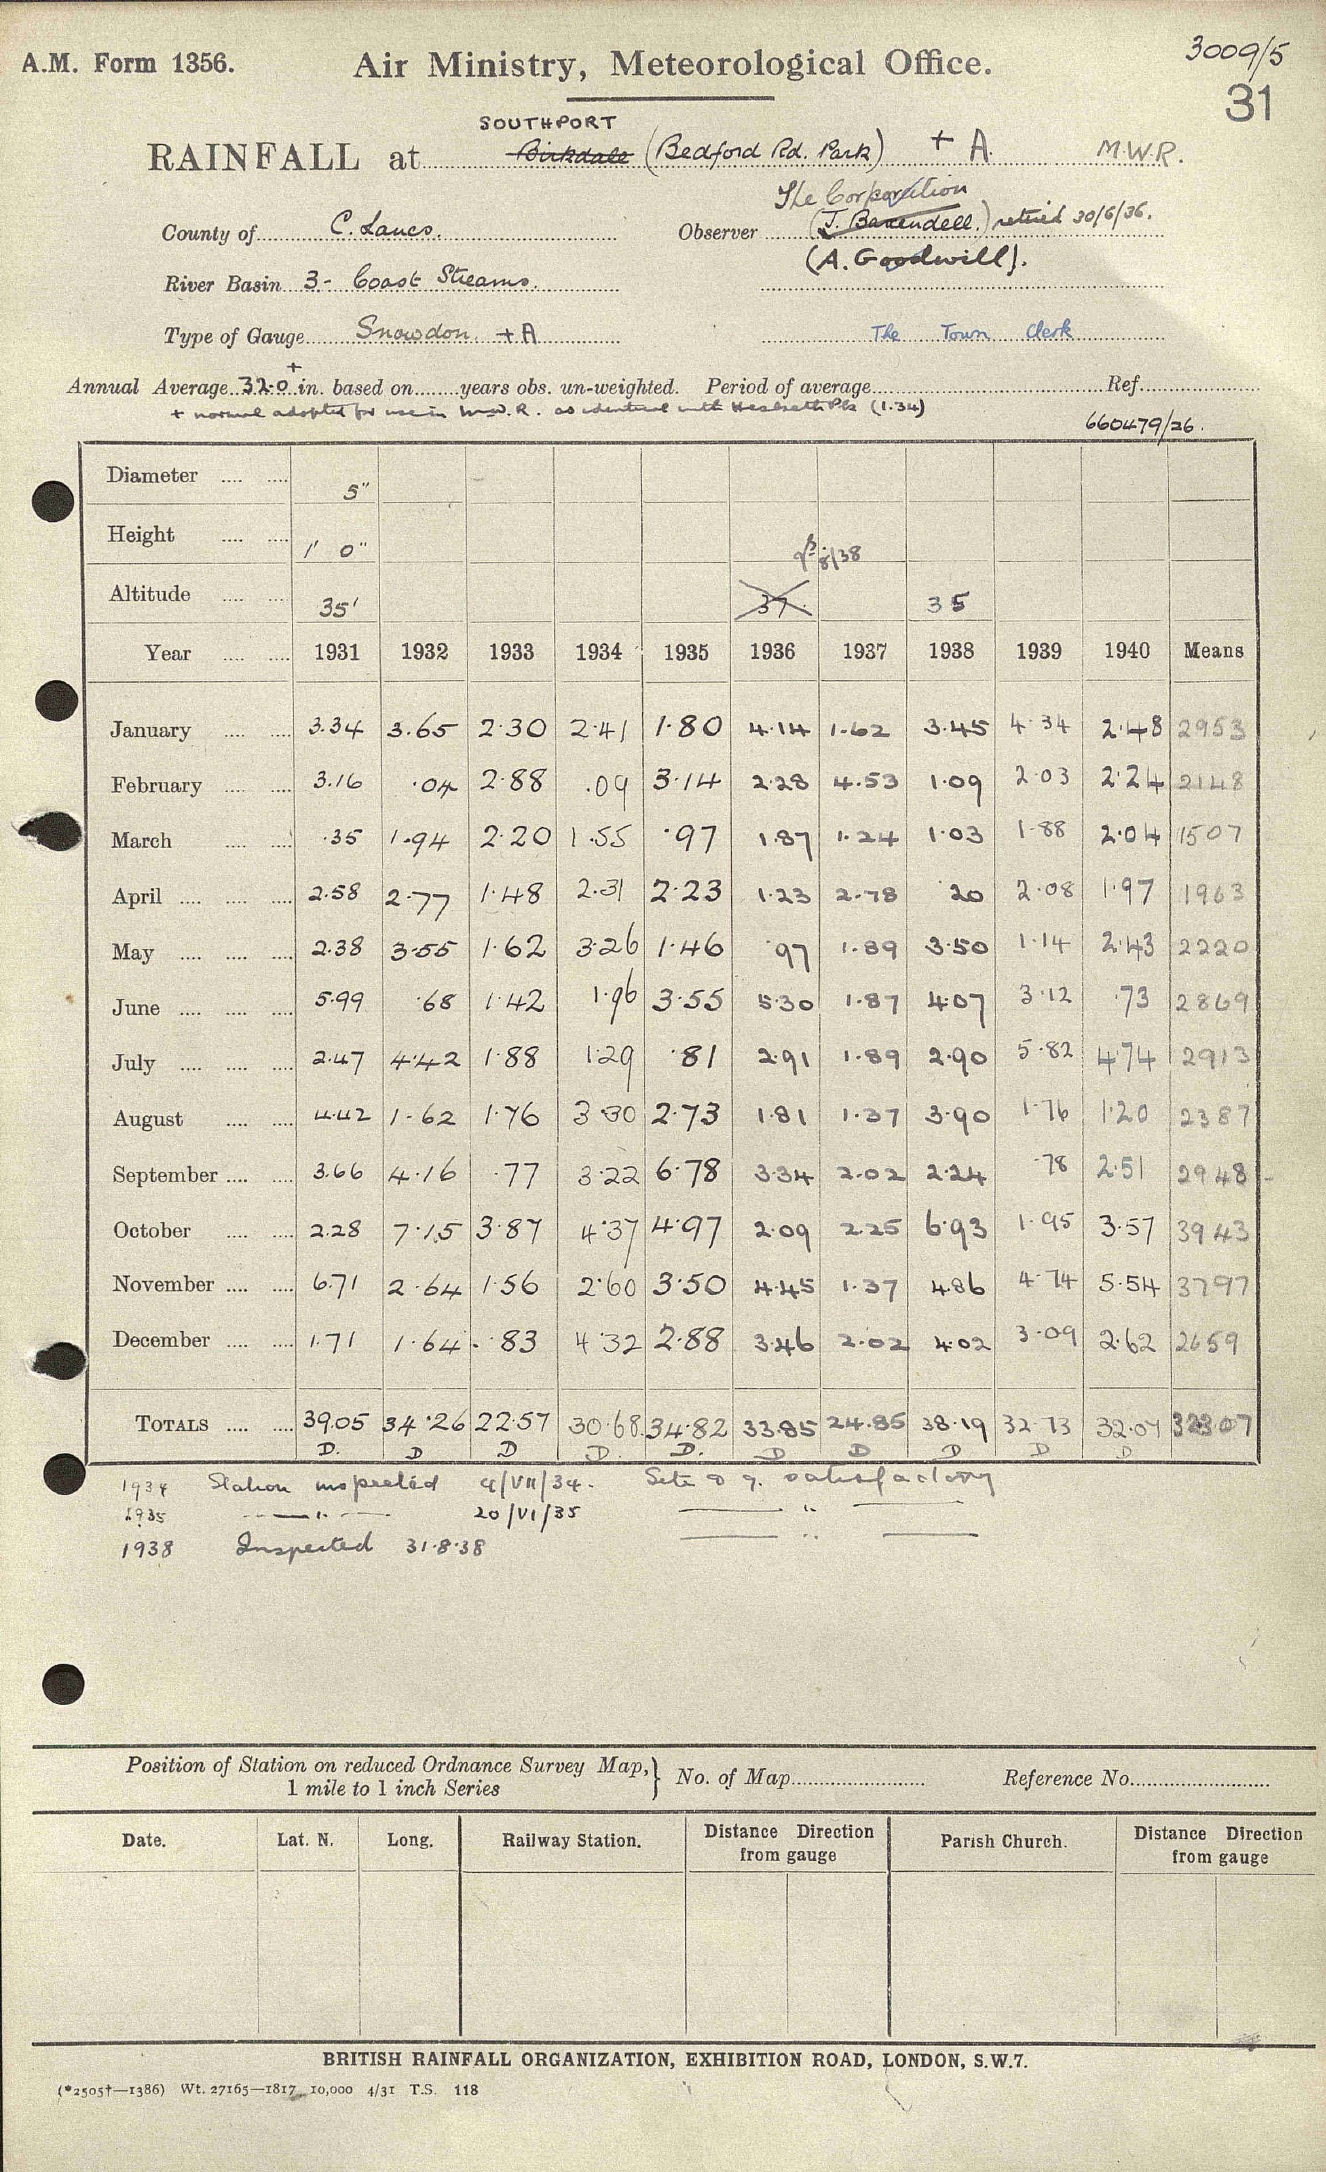 A.M. Form 1356.
Air Ministry, Meteorological Office.
3009/5
31
SOUTHPORT
RAINFALL at Birkdale (Bedford Rd. Park) + A. M.W.R.
The Corporation
County of C. Lancs. Observer (J. Baxendell.) retired 30/6/36.
(A. Goodwill).
River Basin 3- Coast Streams.
Type of Gauge Snowdon. + A The Town Clerk
Annual Average 32.0+ in. based on years obs. un-weighted. Period of average Ref.
+ normal adopted for use in M.W.R. as identical with Hesketh Pk (1.34)
660479/26.
Diameter 5"
Height 1' 0"
8/38
Altitude 35' 37. 35
Year 1931 1932 1933 1934 1935 1936 1937 1938 1939 1940 Means
January 3.34 3.65 2.30 2.41 1.80 4.14 1.62 3.45 4.34 2.48 2953
February 3.16 .04 2.88 .09 3.14 2.28 4.53 1.09 2.03 2.24 2148
March .35 1.94 2.20 1.55 .97 1.87 1.24 1.03 1.88 2.04 1507
April 2.58 2.77 1.48 2.31 2.23 1.23 2.78 .20 2.08 1.97 1963
May 2.38 3.55 1.62 3.26 1.46 .97 1.89 3.50 1.14 2.43 2220
June 5.99 .68 1.42 1.96 3.55 5.30 1.87 4.07 3.12 .73 2869
July 2.47 4.42 1.88 1.29 .81 2.91 1.89 2.90 5.82 4.74 2913
August 4.42 1.62 1.76 3.30 2.73 1.81 1.37 3.90 1.76 1.20 2387
September 3.66 4.16 .77 3.22 6.78 3.34 2.02 2.24 .78 2.51 2948
October 2.28 7.15 3.87 4.37 4.97 2.09 2.25 6.93 1.95 3.57 3943
November 6.71 2.64 1.56 2.60 3.50 4.45 1.37 4.86 4.74 5.54 3797
December 1.71 1.64 .83 4.32 2.88 3.46 2.02 4.02 3.09 2.62 2659
TOTALS 39.05 34.26 22.57 30.68 34.82 33.85 24.85 38.19 32.73 32.07 32307
D. D D D. D. D D D D D
1934 Station inspected 4/VII/34. Site & g. satisfactory
1935 " 20/VI/35 "
1938 Inspected 31.8.38 "
Position of Station on reduced Ordnance Survey Map,
1 mile to 1 inch Series
No. of Map Reference No.
Date. Lat. N. Long. Railway Station. Distance Direction from gauge Parish Church. Distance Direction from gauge
BRITISH RAINFALL ORGANIZATION, EXHIBITION ROAD, LONDON, S.W.7.
(*2505†—1386) Wt. 27165—1817 10,000 4/31 T.S. 118